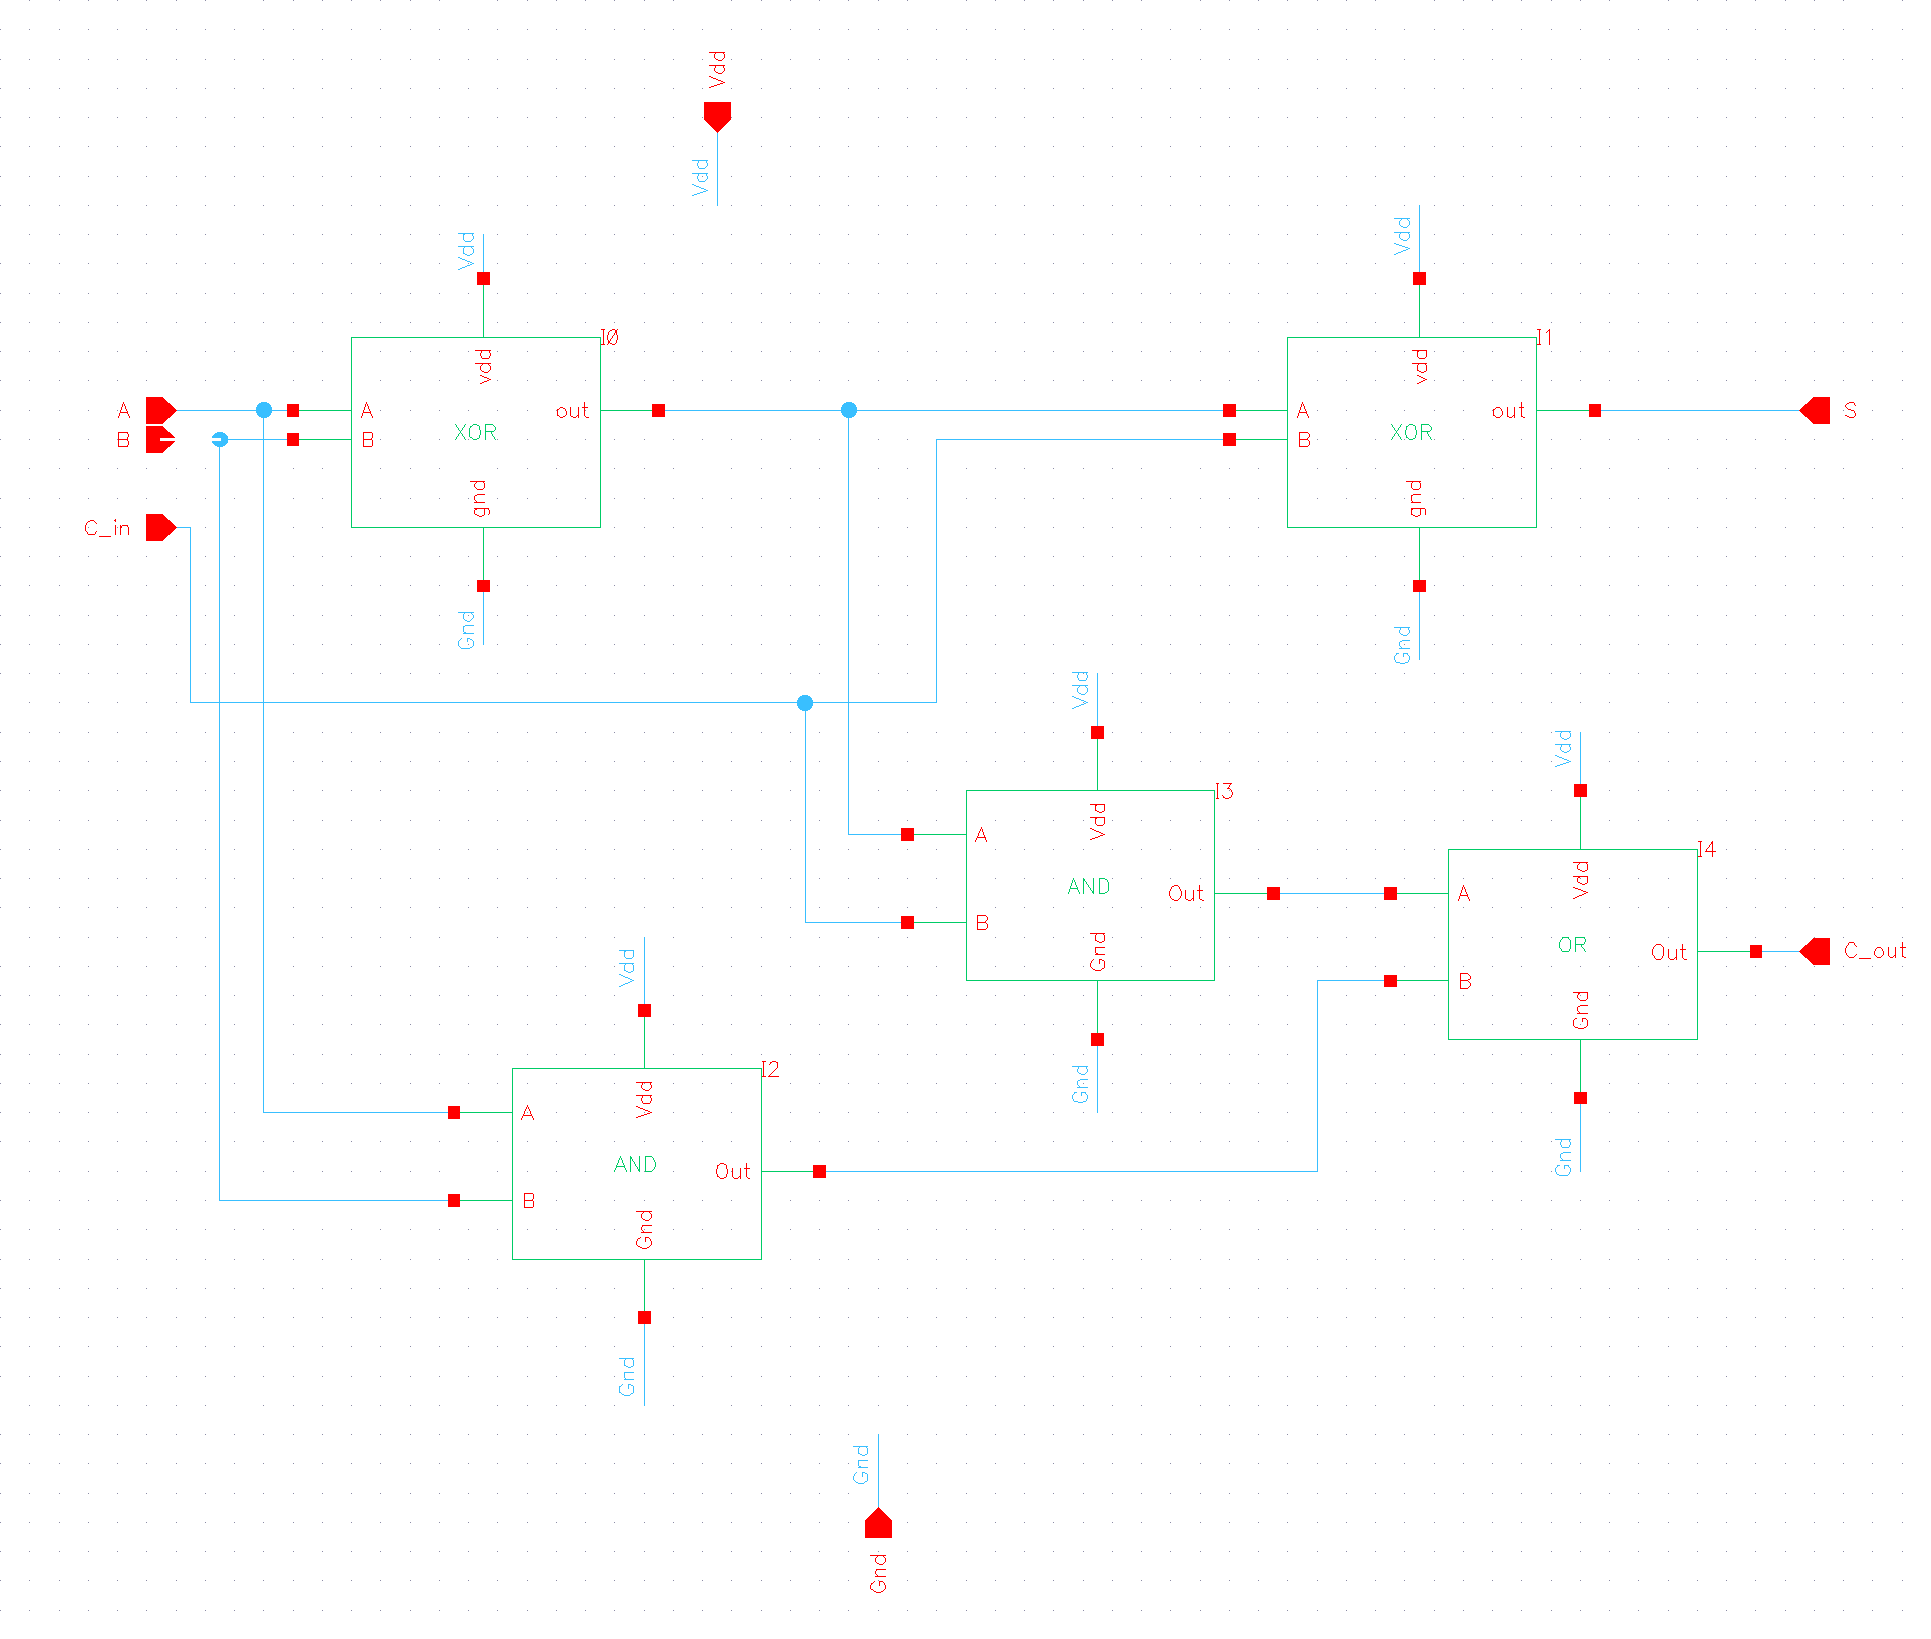 Vdd
Vdd
Vdd
Vdd
I0
I1
vdd
vdd
A
A
out
A
out
S
B
B
XOR
B
XOR
gnd
gnd
C_in
Gnd
Gnd
Vdd
Vdd
I3
Vdd
A
I4
Vdd
AND
Out
A
B
Gnd
OR
Out
C_out
Vdd
B
Gnd
I2
Gnd
Vdd
A
Gnd
AND
Out
B
Gnd
Gnd
Gnd
Gnd